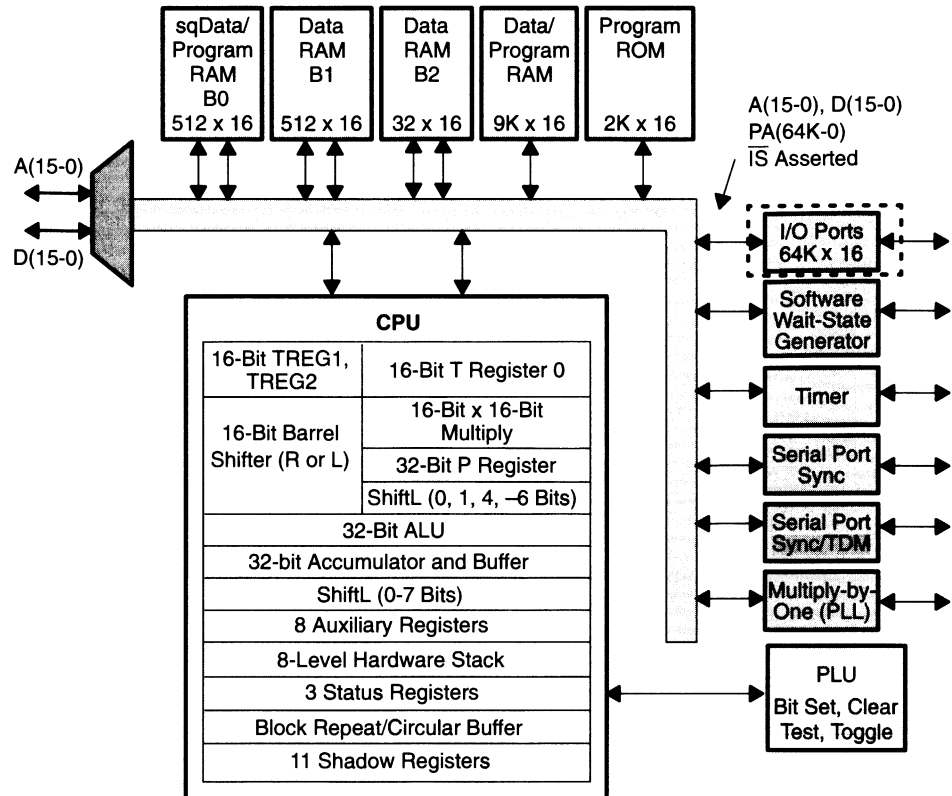 sqData/
Program
RAM
B0
512 x 16
Data
RAM
B1
512 x 16
Data
RAM
B2
32 x 16
Data/
Program
RAM
9K x 16
Program
ROM
2K x 16
A(15-0), D(15-0)
PA(64K-0)
IS Asserted
A(15-0)
D(15-0)
I/O Ports
64K x 16
Software
Wait-State
Generator
Timer
Serial Port
Sync
Serial Port
Sync/TDM
Multiply-by-
One (PLL)
PLU
Bit Set, Clear
Test, Toggle
CPU
16-Bit TREG1,
TREG2
16-Bit T Register 0
16-Bit Barrel
Shifter (R or L)
16-Bit x 16-Bit
Multiply
32-Bit P Register
ShiftL (0, 1, 4, –6 Bits)
32-Bit ALU
32-bit Accumulator and Buffer
ShiftL (0-7 Bits)
8 Auxiliary Registers
8-Level Hardware Stack
3 Status Registers
Block Repeat/Circular Buffer
11 Shadow Registers